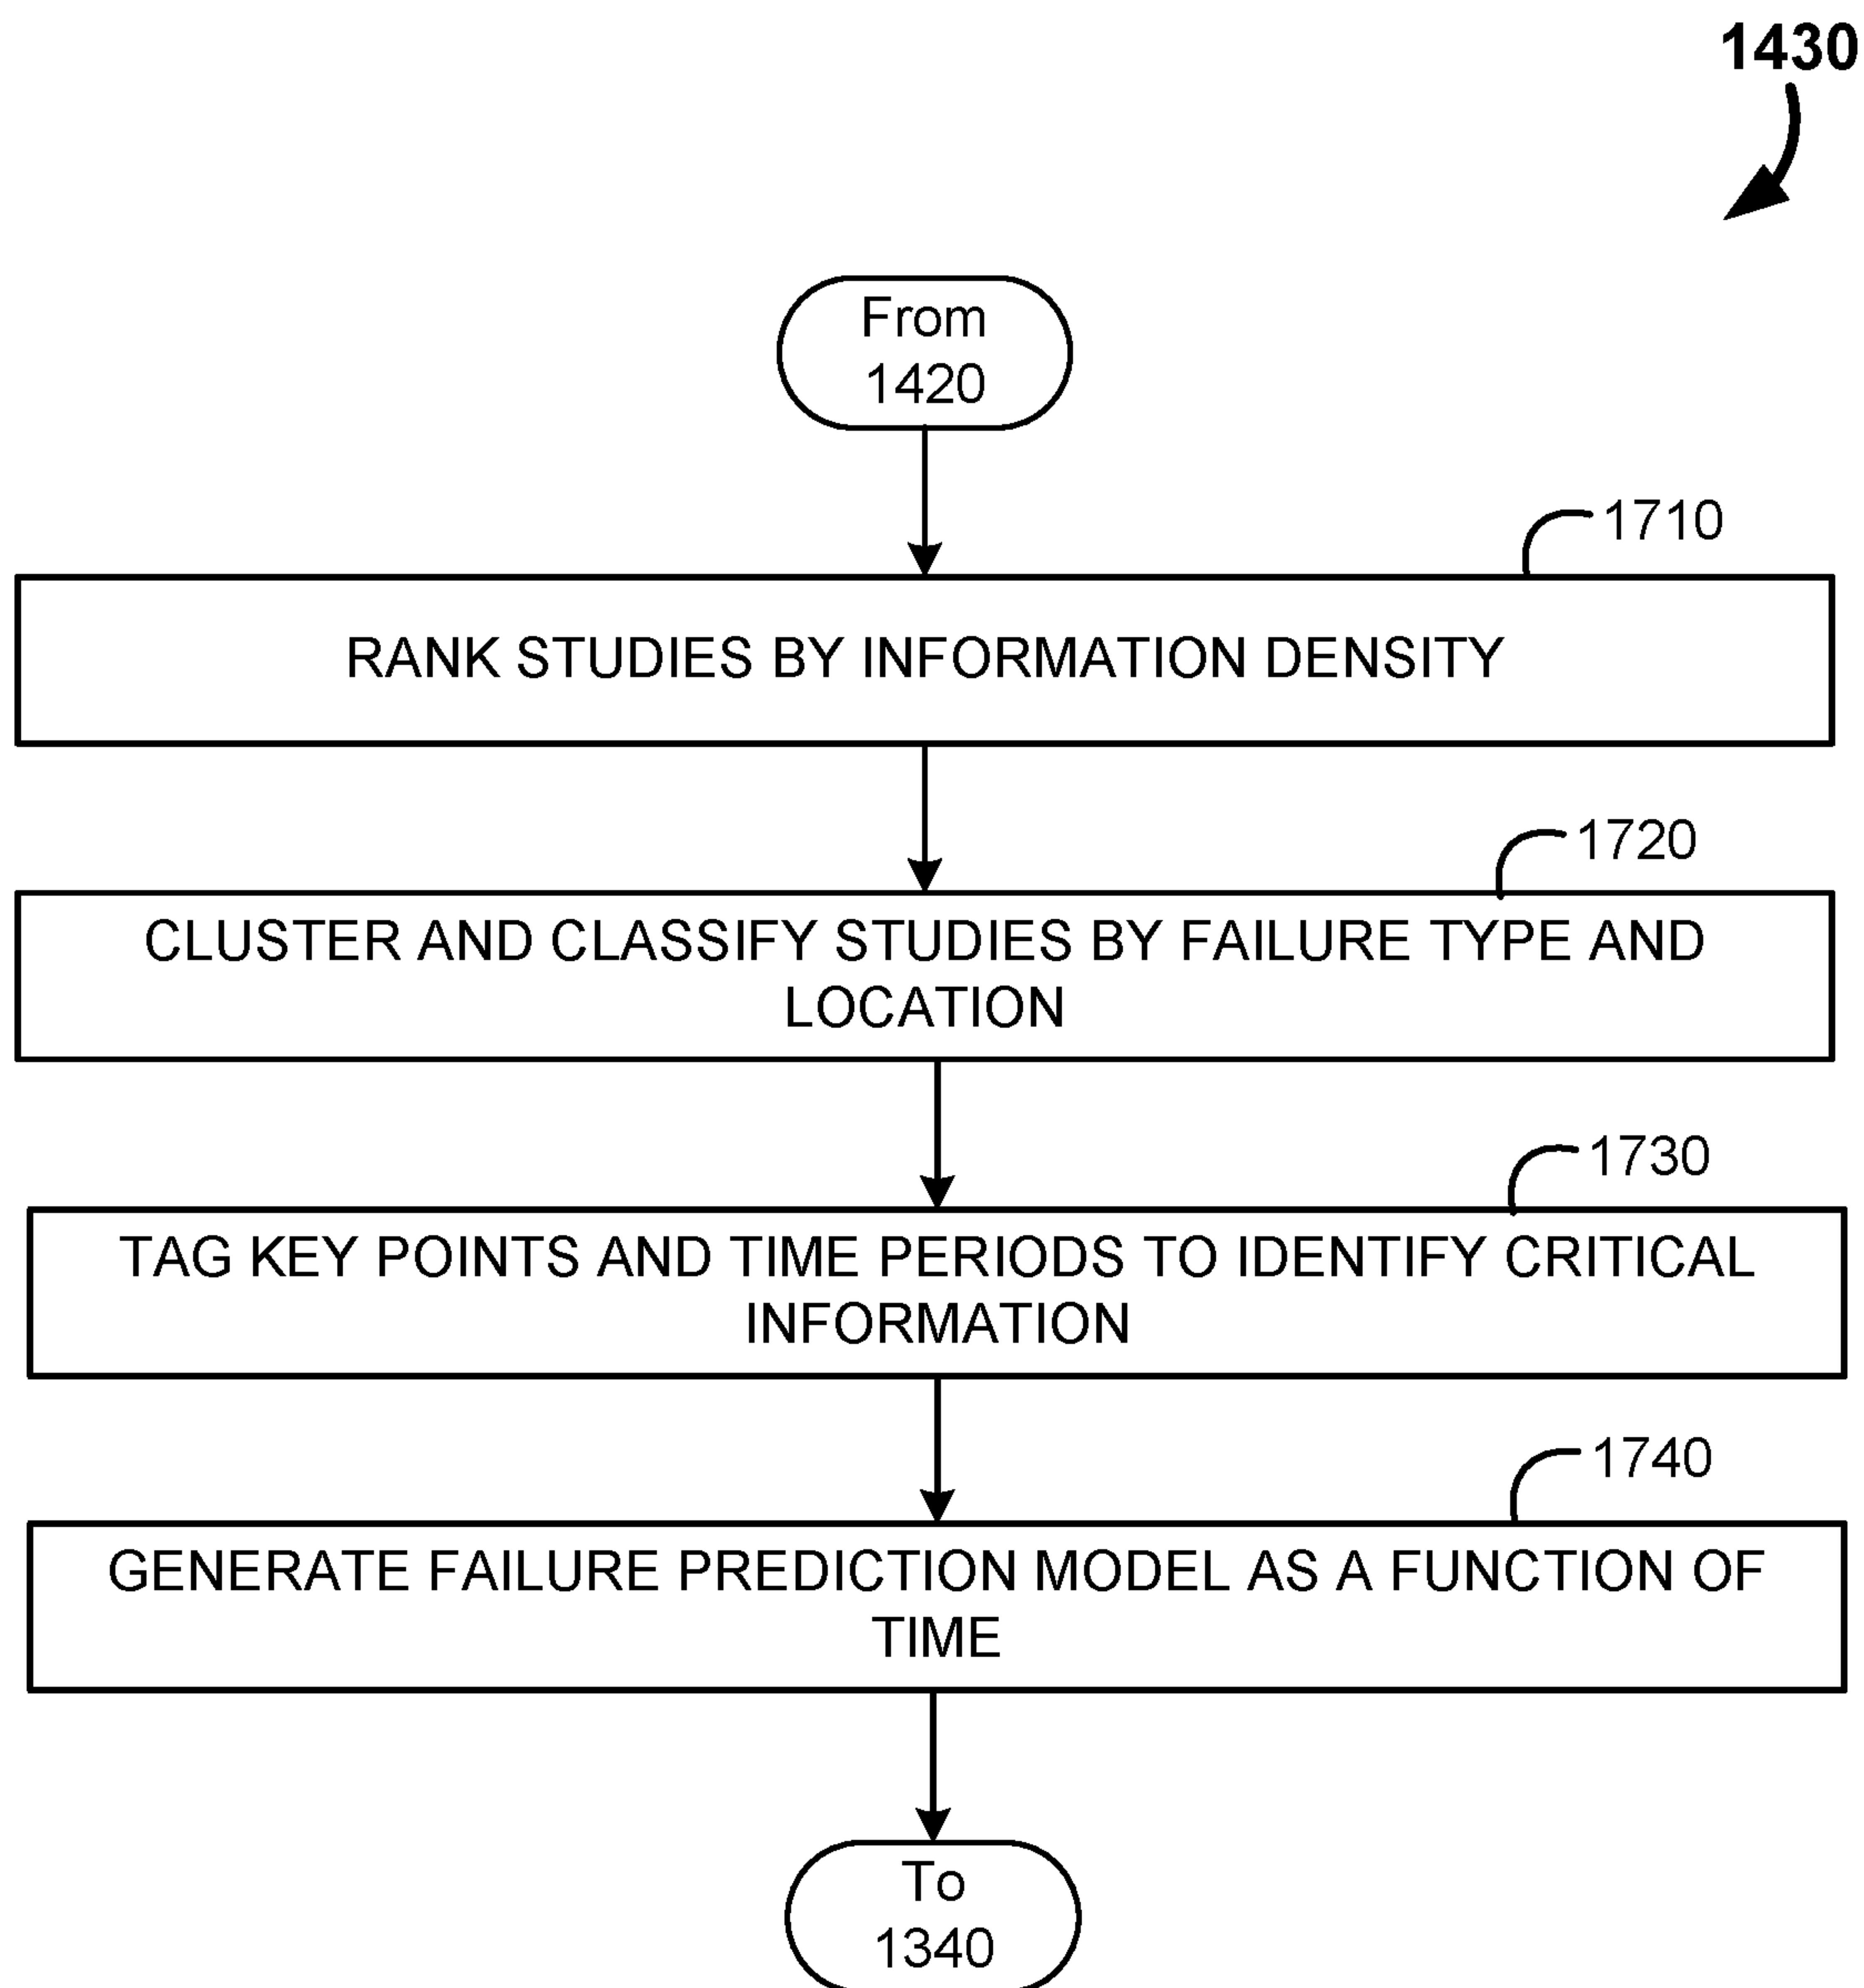 1430
From
1420
1710
RANK STUDIES BY INFORMATION DENSITY
1720
CLUSTER AND CLASSIFY STUDIES BY FAILURE TYPE AND
LOCATION
1730
TAG KEY POINTS AND TIME PERIODS TO IDENTIFY CRITICAL
INFORMATION
1740
GENERATE FAILURE PREDICTION MODEL AS A FUNCTION OF
TIME
To
1340